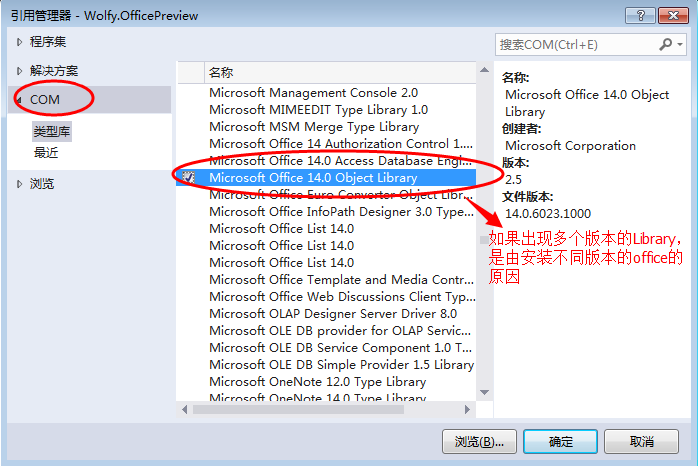 引用管理器 - Wolfy.OfficePreview
程序集
解决方案
COM
类型库
最近
浏览
名称
Microsoft Management Console 2.0
Microsoft MIMEEDIT Type Library 1.0
Microsoft MSM Merge Type Library
Microsoft Office 14 Authorization Control 1....
Microsoft Office 14.0 Access Database Engi...
Microsoft Office 14.0 Object Library
Microsoft Office Euro Converter Object Libr...
Microsoft Office InfoPath Designer 3.0 Type...
Microsoft Office List 14.0
Microsoft Office List 14.0
Microsoft Office List 14.0
Microsoft Office Template and Media Contr...
Microsoft Office Web Discussions Client Typ...
Microsoft OLAP Designer Server Driver 8.0
Microsoft OLE DB provider for OLAP Servic...
Microsoft OLE DB Service Component 1.0 T...
Microsoft OLE DB Simple Provider 1.5 Library
Microsoft OneNote 12.0 Type Library
Microsoft OneNote 14.0 Object Library
搜索COM(Ctrl+E)
名称:
Microsoft Office 14.0 Object
Library
创建者:
Microsoft Corporation
版本:
2.5
文件版本:
14.0.6023.1000
如果出现多个版本的Library,
是由安装不同版本的office的
原因
浏览(B)...
确定
取消